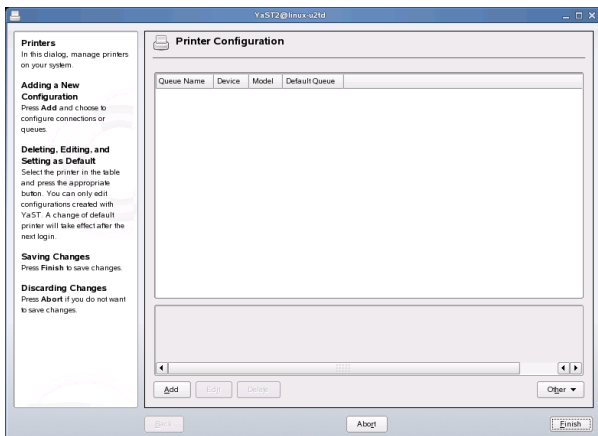 YaST2@linux-u2td
Printers
In this dialog, manage printers
on your system.
Adding a New
Configuration
Press Add and choose to
configure connections or
queues.
Deleting, Editing, and
Setting as Default
Select the printer in the table
and press the appropriate
button. You can only edit
configurations created with
YaST. A change of default
printer will take effect after the
next login.
Saving Changes
Press Finish to save changes.
Discarding Changes
Press Abort if you do not want
to save changes.
Printer Configuration
Queue Name Device Model Default Queue
Add Edit Delete Other
Back Abort Finish